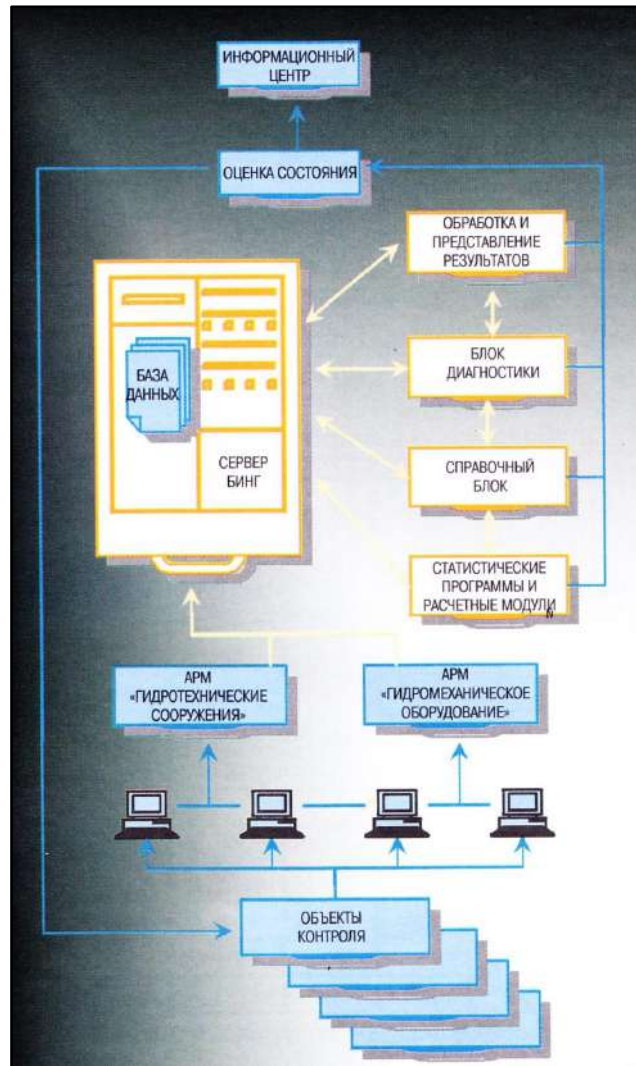 ИНФОРМАЦИОННЫЙ
ЦЕНТР
ОЦЕНКА СОСТОЯНИЯ
ОБРАБОТКА И
ПРЕДСТАВЛЕНИЕ
РЕЗУЛЬТАТОВ
БАЗА
ДАННЫХ
БЛОК
ДИАГНОСТИКИ
СЕРВЕР
БИНГ
СПРАВОЧНЫЙ
БЛОК
СТАТИСТИЧЕСКИЕ
ПРОГРАММЫ И
РАСЧЕТНЫЕ МОДУЛИ
АРМ
«ГИДРОТЕХНИЧЕСКИЕ
СООРУЖЕНИЯ»
АРМ
«ГИДРОМЕХАНИЧЕСКОЕ
ОБОРУДОВАНИЕ»
ОБЪЕКТЫ
КОНТРОЛЯ